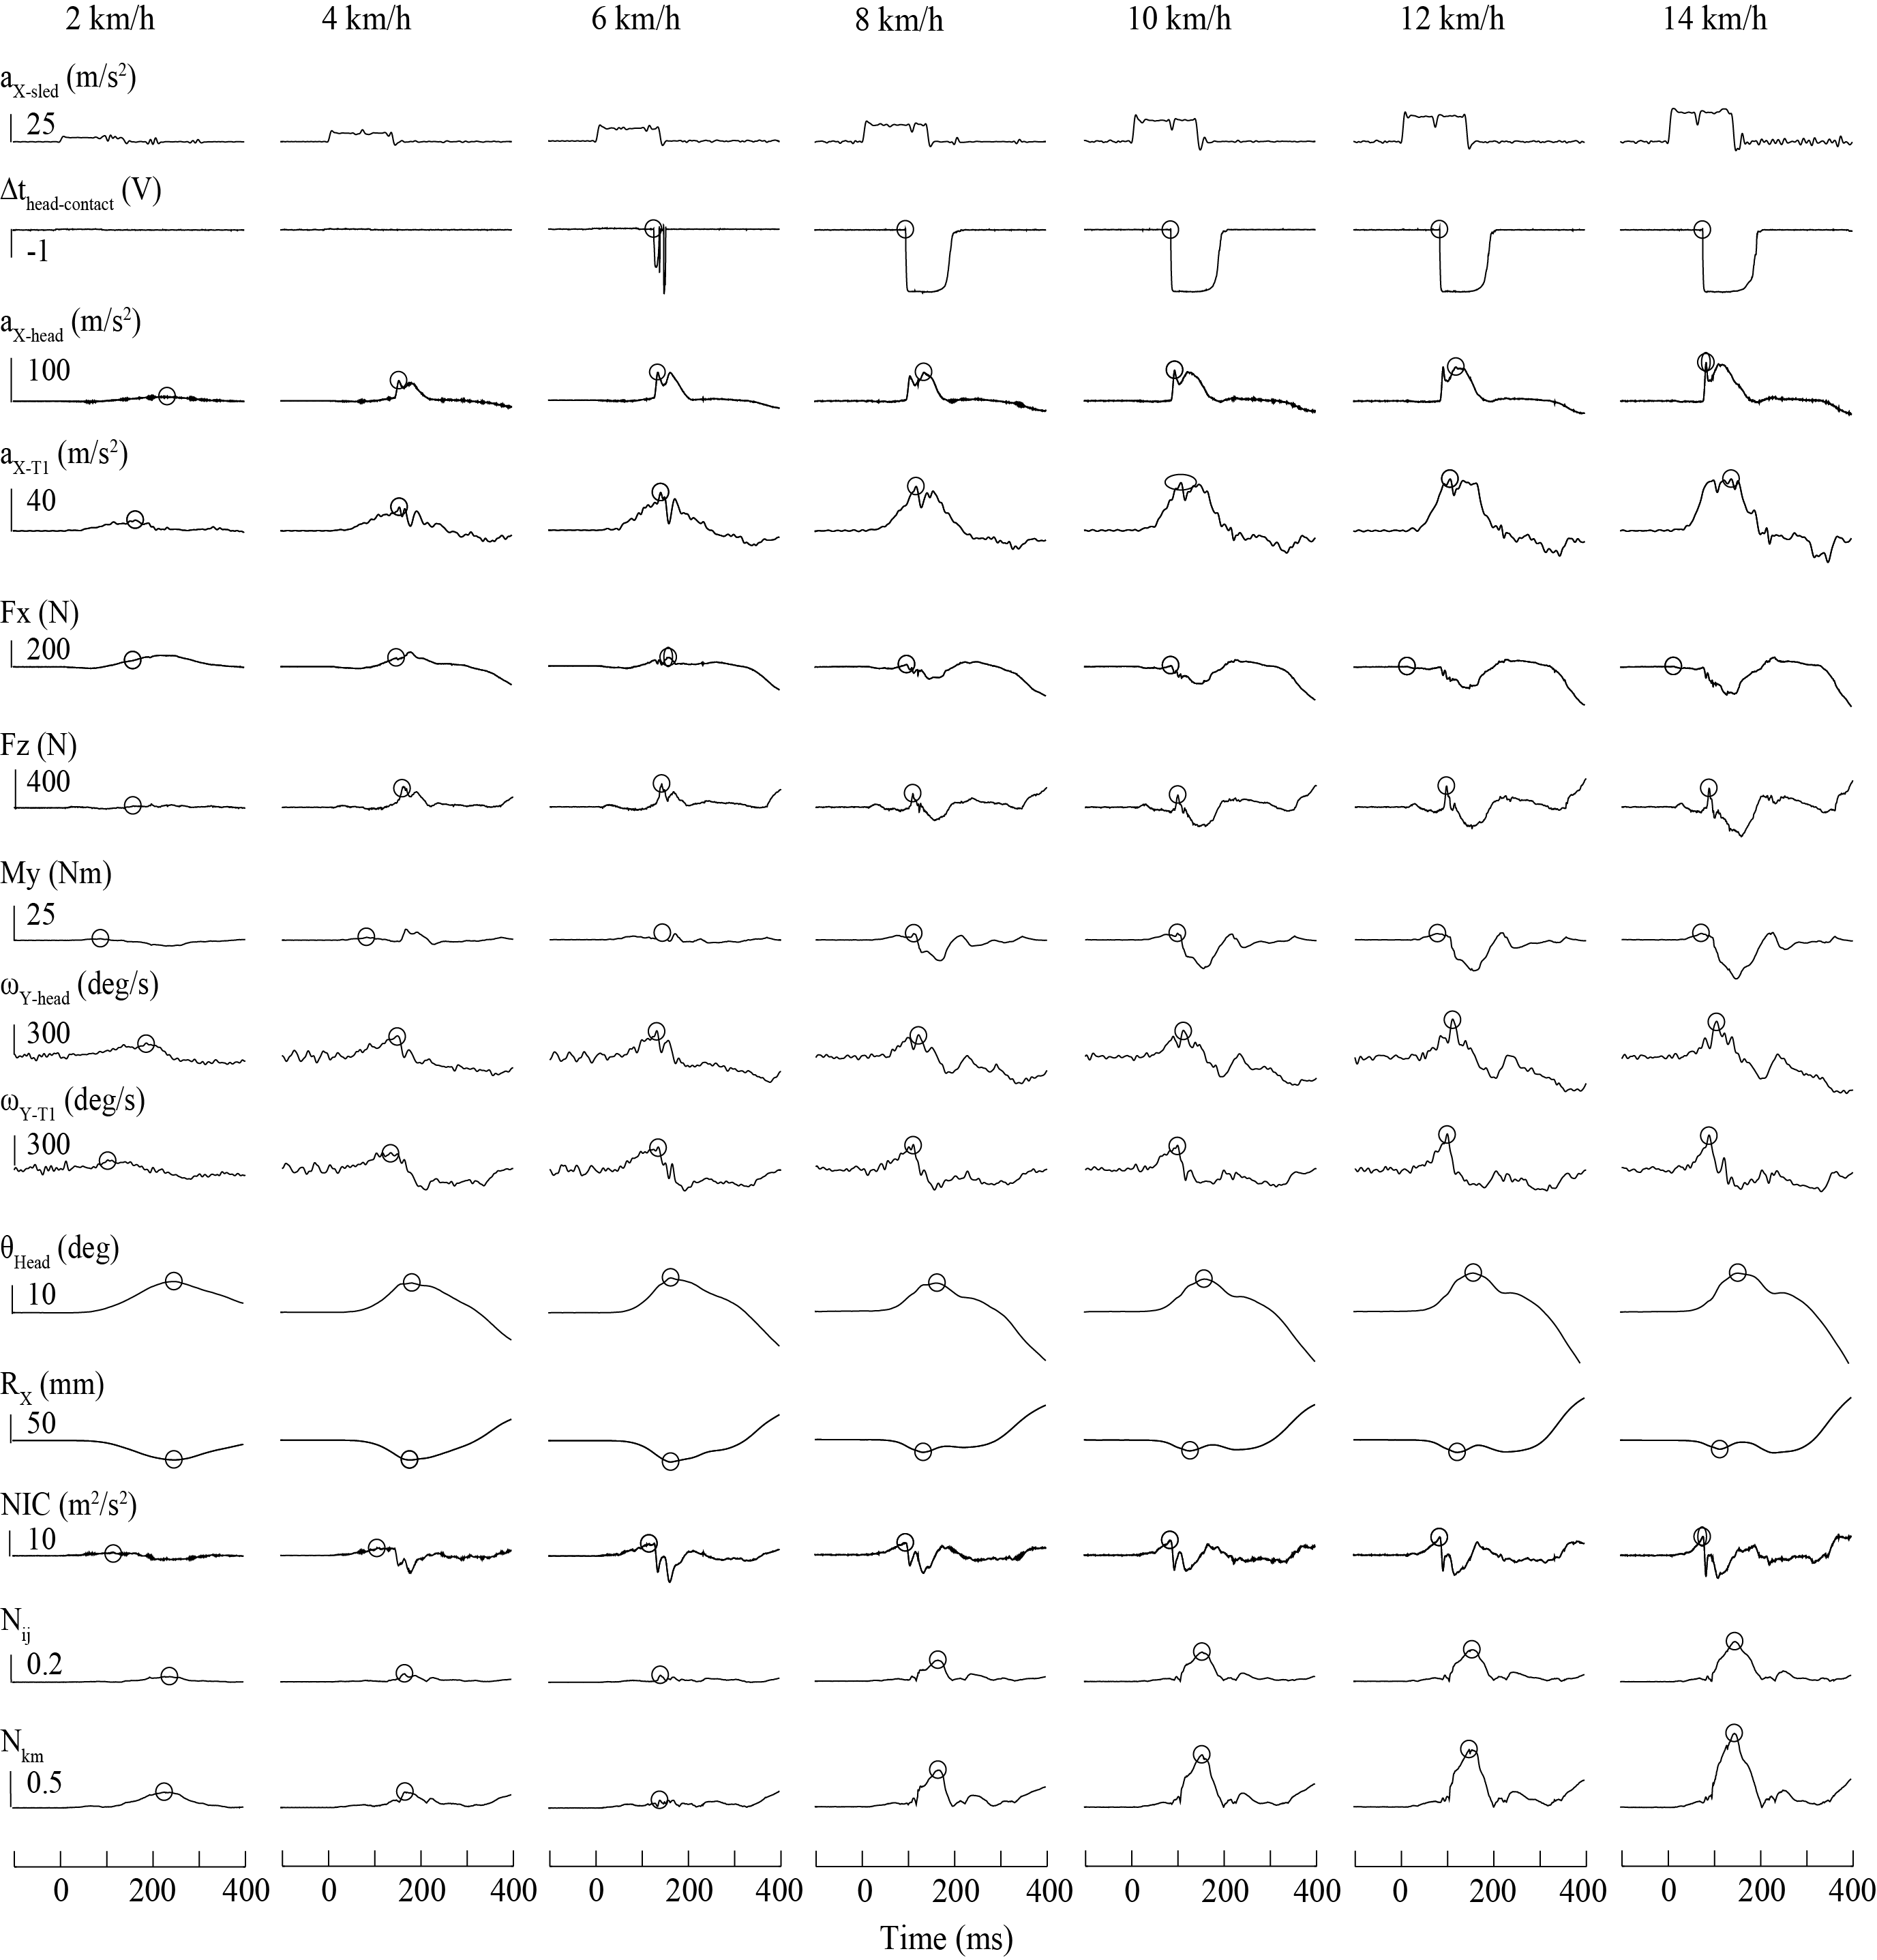 2 km/h 4 km/h 6 km/h 8 km/h 10 km/h 12 km/h 14 km/h
aX-sled (m/s²)
25
Δthead-contact (V)
-1
aX-head (m/s²)
100
aX-T1 (m/s²)
40
Fx (N)
200
Fz (N)
400
My (Nm)
25
ωY-head (deg/s)
300
ωY-T1 (deg/s)
300
θHead (deg)
10
RX (mm)
50
NIC (m²/s²)
10
Nij
0.2
Nkm
0.5
0 200 400 0 200 400 0 200 400 0 200 400 0 200 400 0 200 400 0 200 400
Time (ms)